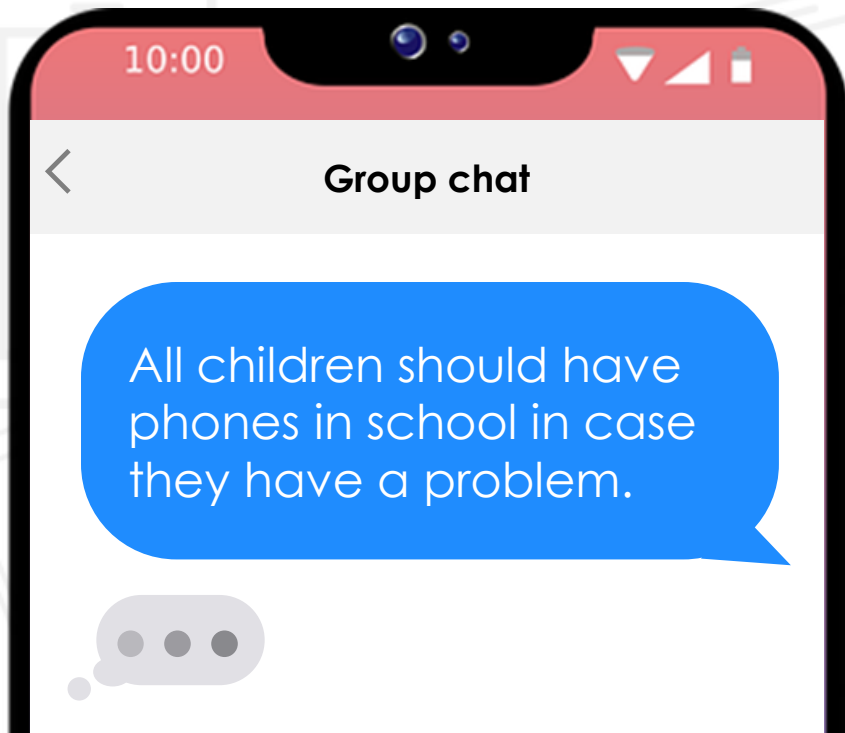 10:00
Group chat
All children should have
phones in school in case
they have a problem.